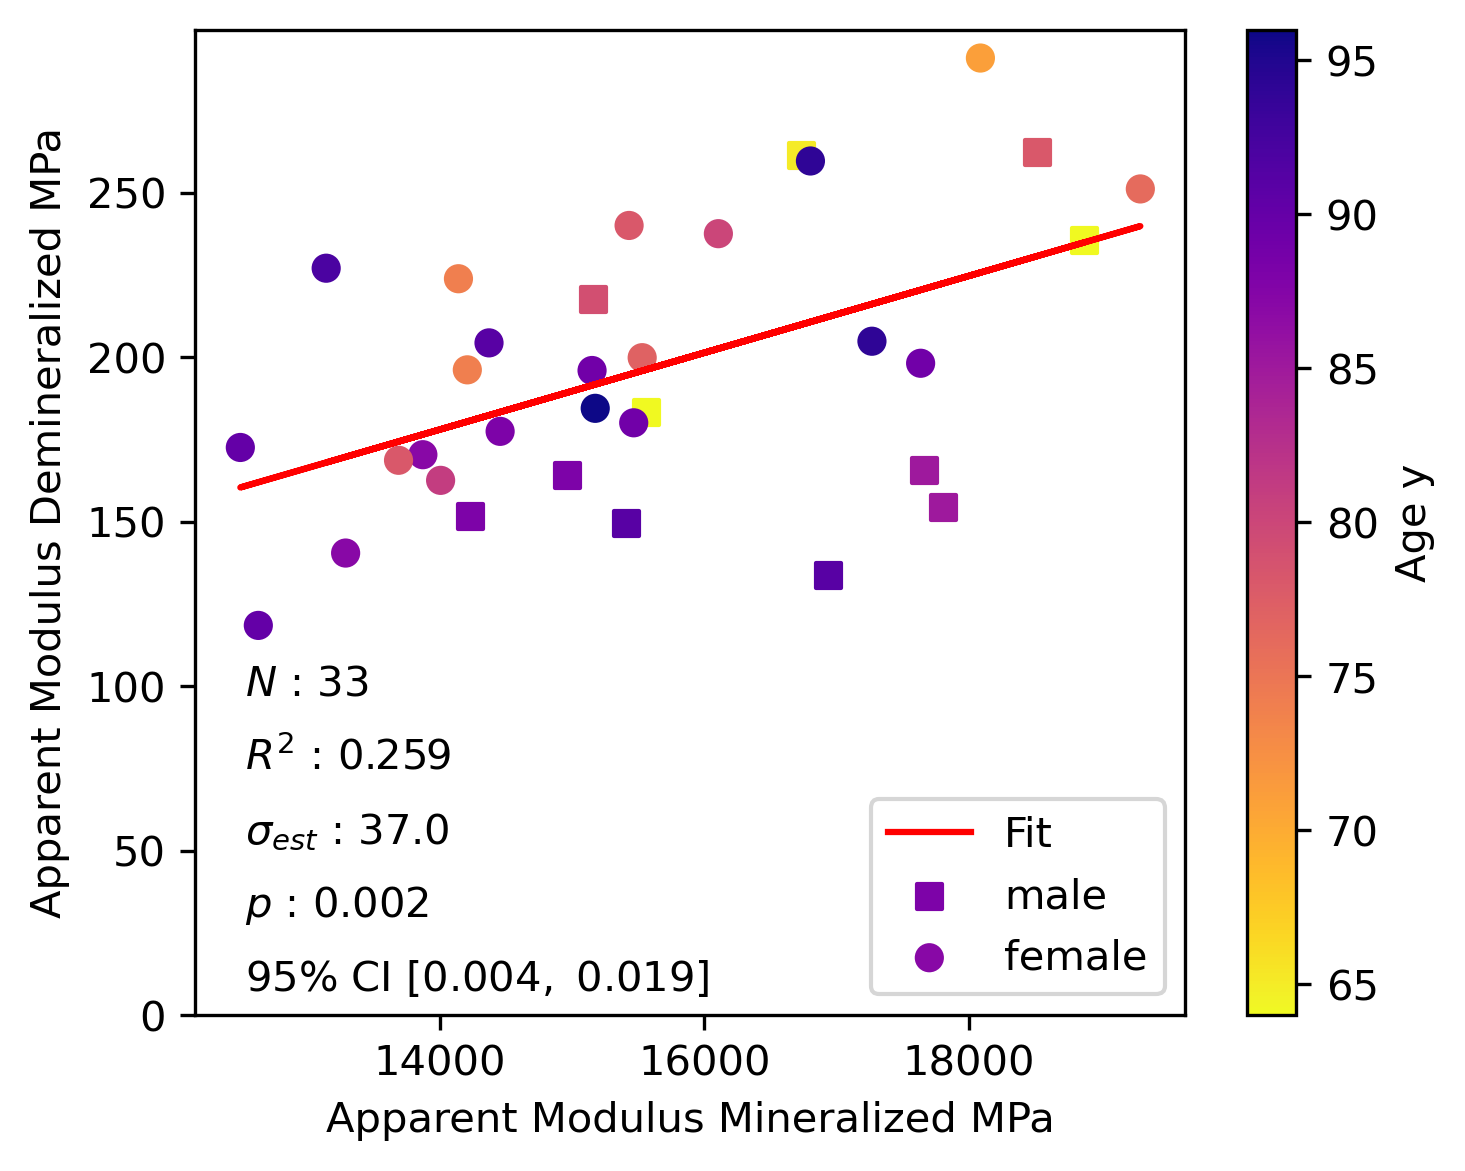 Apparent Modulus Demineralized MPa
250
200
150
100
50
0
N : 33
R² : 0.259
σest : 37.0
p : 0.002
95% CI [0.004, 0.019]
Fit
male
female
14000 16000 18000
Apparent Modulus Mineralized MPa
95
90
85
80
75
70
65
Age y